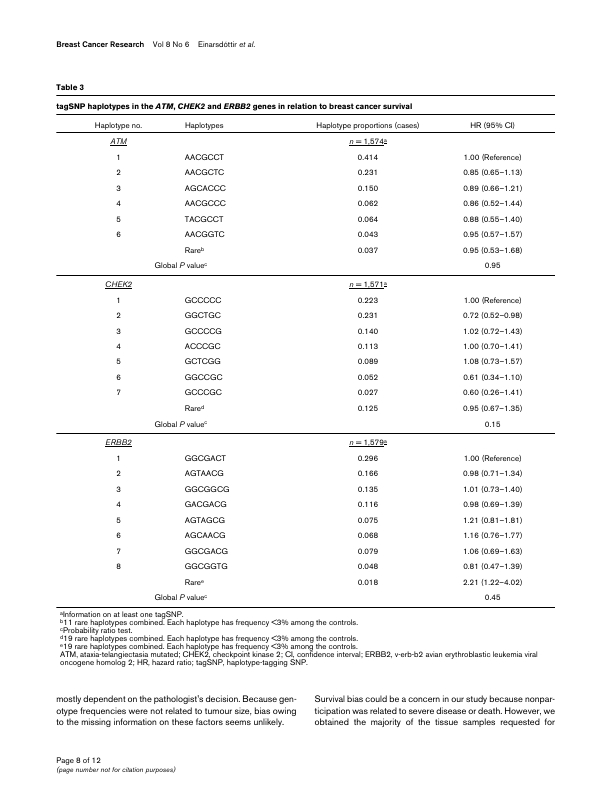 Breast Cancer Research Vol 8 No 6 Einarsdóttir et al.
Table 3
tagSNP haplotypes in the ATM, CHEK2 and ERBB2 genes in relation to breast cancer survival
Haplotype no. Haplotypes Haplotype proportions (cases) HR (95% CI)
ATM n = 1,574a
1 AACGCCT 0.414 1.00 (Reference)
2 AACGCTC 0.231 0.85 (0.65–1.13)
3 AGCACCC 0.150 0.89 (0.66–1.21)
4 AACGCCC 0.062 0.86 (0.52–1.44)
5 TACGCCT 0.064 0.88 (0.55–1.40)
6 AACGGTC 0.043 0.95 (0.57–1.57)
Rareb 0.037 0.95 (0.53–1.68)
Global P valuec 0.95
CHEK2 n = 1,571a
1 GCCCCC 0.223 1.00 (Reference)
2 GGCTGC 0.231 0.72 (0.52–0.98)
3 GCCCCG 0.140 1.02 (0.72–1.43)
4 ACCCGC 0.113 1.00 (0.70–1.41)
5 GCTCGG 0.089 1.08 (0.73–1.57)
6 GGCCGC 0.052 0.61 (0.34–1.10)
7 GCCCGC 0.027 0.60 (0.26–1.41)
Rared 0.125 0.95 (0.67–1.35)
Global P valuec 0.15
ERBB2 n = 1,579a
1 GGCGACT 0.296 1.00 (Reference)
2 AGTAACG 0.166 0.98 (0.71–1.34)
3 GGCGGCG 0.135 1.01 (0.73–1.40)
4 GACGACG 0.116 0.98 (0.69–1.39)
5 AGTAGCG 0.075 1.21 (0.81–1.81)
6 AGCAACG 0.068 1.16 (0.76–1.77)
7 GGCGACG 0.079 1.06 (0.69–1.63)
8 GGCGGTG 0.048 0.81 (0.47–1.39)
Raree 0.018 2.21 (1.22–4.02)
Global P valuec 0.45
aInformation on at least one tagSNP.
b11 rare haplotypes combined. Each haplotype has frequency <3% among the controls.
cProbability ratio test.
d19 rare haplotypes combined. Each haplotype has frequency <3% among the controls.
e19 rare haplotypes combined. Each haplotype has frequency <3% among the controls.
ATM, ataxia-telangiectasia mutated; CHEK2, checkpoint kinase 2; CI, confidence interval; ERBB2, v-erb-b2 avian erythroblastic leukemia viral
oncogene homolog 2; HR, hazard ratio; tagSNP, haplotype-tagging SNP.
mostly dependent on the pathologist's decision. Because gen-
otype frequencies were not related to tumour size, bias owing
to the missing information on these factors seems unlikely.
Survival bias could be a concern in our study because nonpar-
ticipation was related to severe disease or death. However, we
obtained the majority of the tissue samples requested for
Page 8 of 12
(page number not for citation purposes)